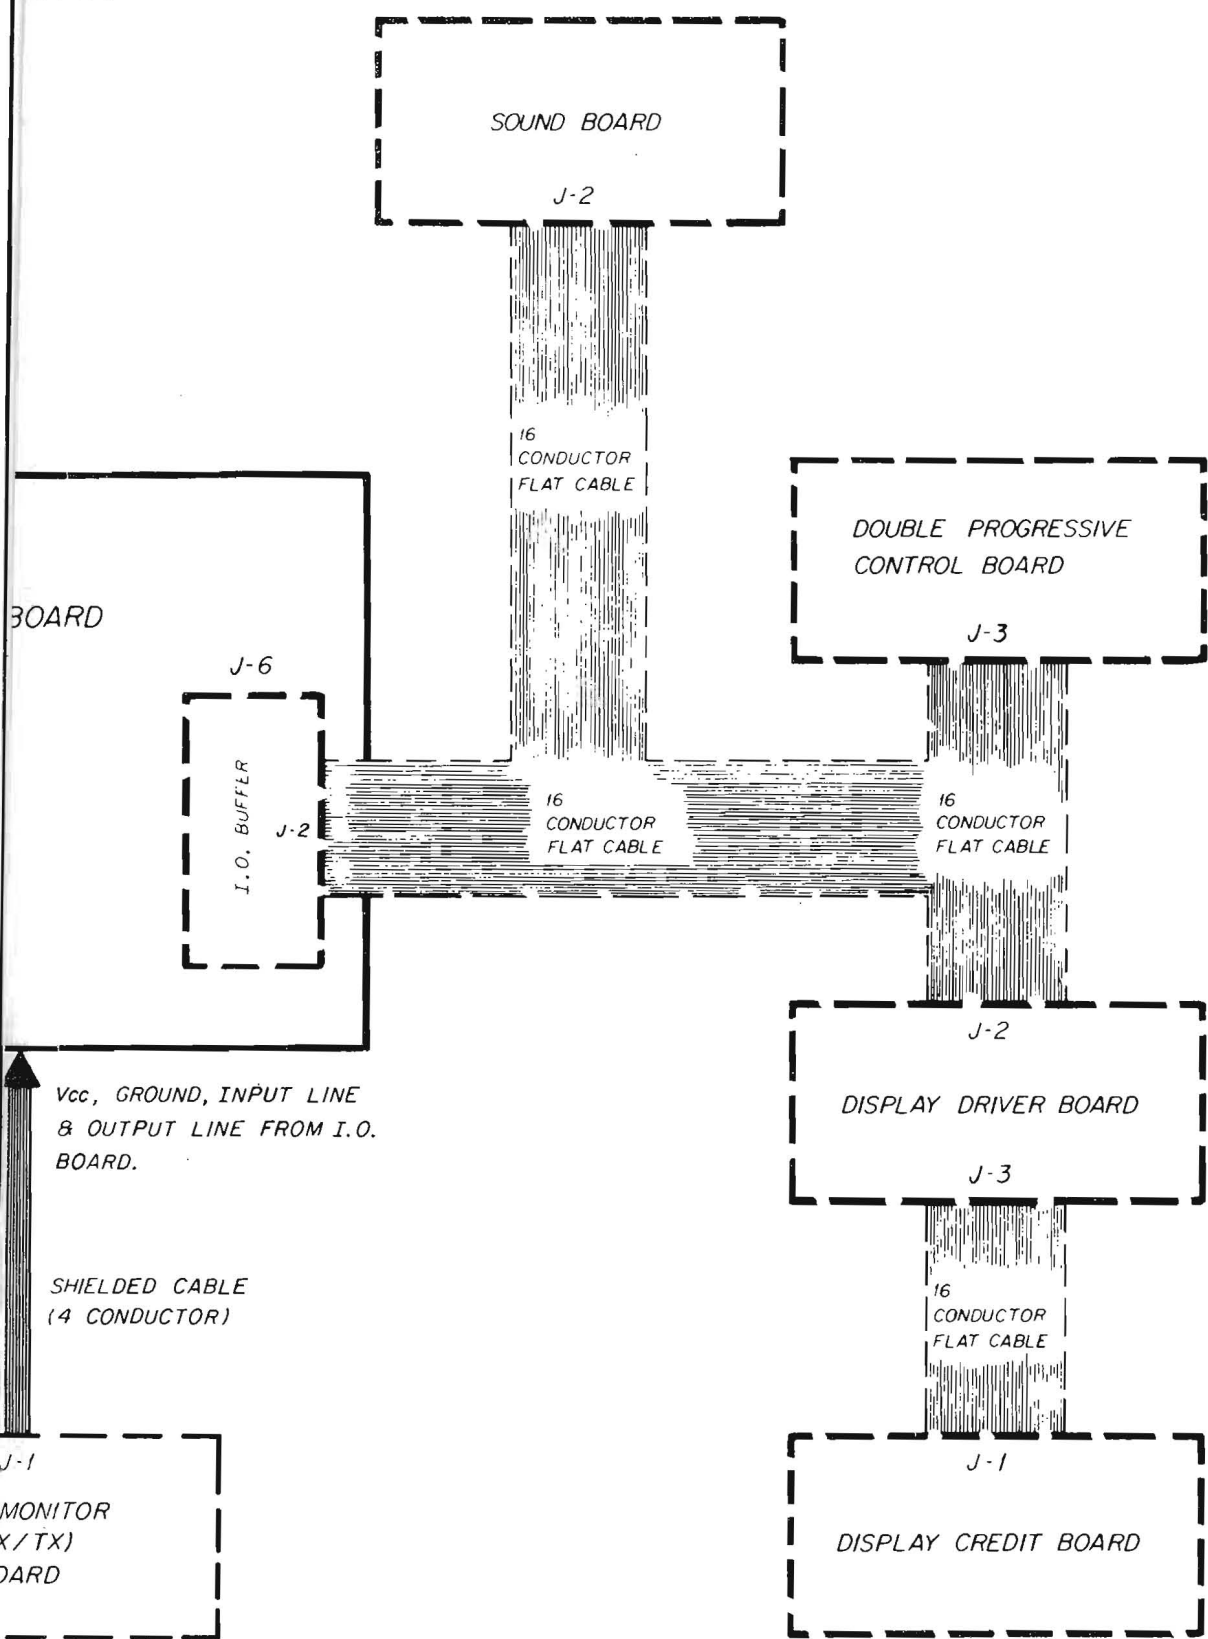 SOUND BOARD
J-2
16
CONDUCTOR
FLAT CABLE
DOUBLE PROGRESSIVE
CONTROL BOARD
J-3
BOARD
J-6
I.O. BUFFER
J-2
16
CONDUCTOR
FLAT CABLE
16
CONDUCTOR
FLAT CABLE
J-2
DISPLAY DRIVER BOARD
J-3
Vcc, GROUND, INPUT LINE
& OUTPUT LINE FROM I.O.
BOARD.
SHIELDED CABLE
(4 CONDUCTOR)
16
CONDUCTOR
FLAT CABLE
J-1
MONITOR
X/TX)
OARD
J-1
DISPLAY CREDIT BOARD